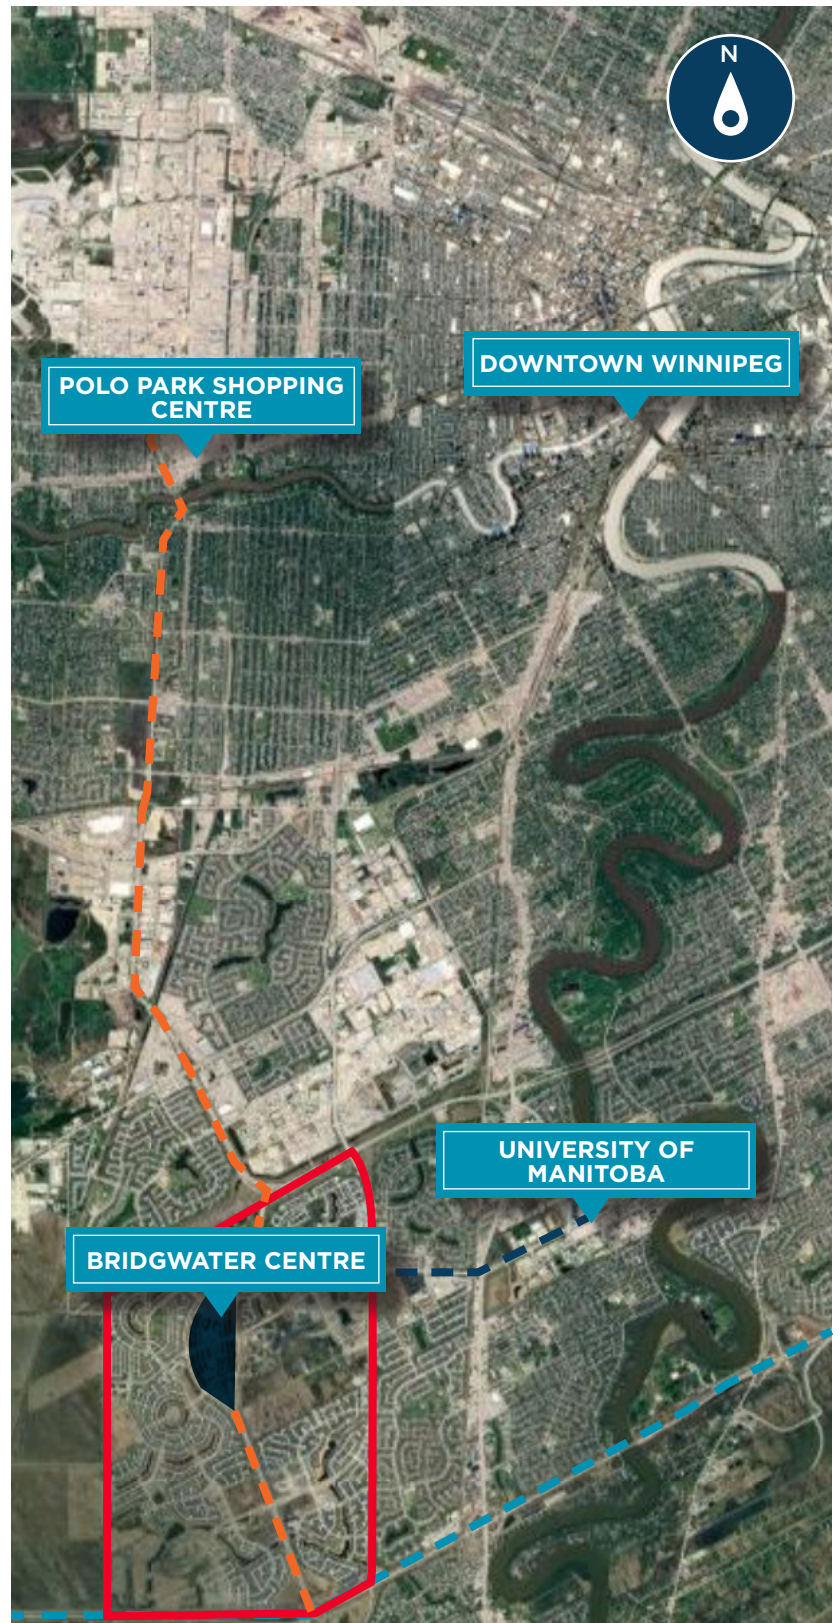 N
DOWNTOWN WINNIPEG
POLO PARK SHOPPING
CENTRE
UNIVERSITY OF
MANITOBA
BRIDGWATER CENTRE